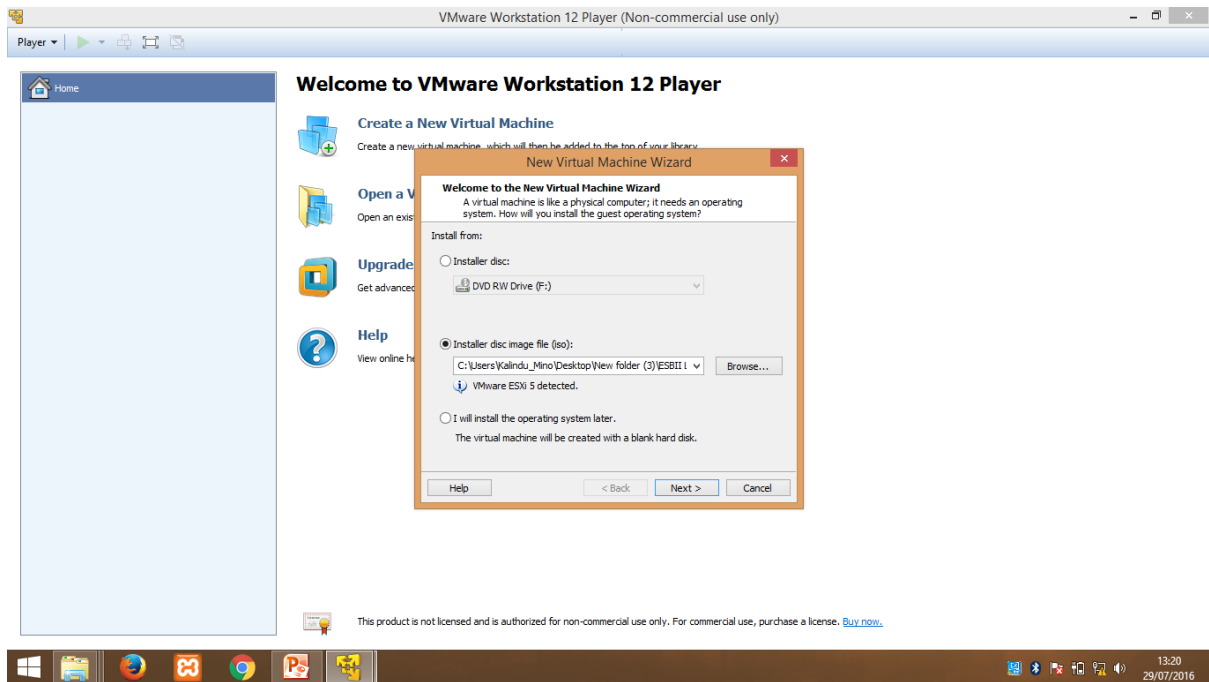 VMware Workstation 12 Player (Non-commercial use only)
Player
Home
Welcome to VMware Workstation 12 Player
Create a New Virtual Machine
Create a new virtual machine, which will then be added to the top of your library.
New Virtual Machine Wizard
Open a V
Open an exis
Welcome to the New Virtual Machine Wizard
A virtual machine is like a physical computer; it needs an operating
system. How will you install the guest operating system?
Install from:
Installer disc:
DVD RW Drive (F:)
Upgrade
Get advanced
Help
View online he
Installer disc image file (iso):
C:\Users\Kalindu_Mino\Desktop\New folder (3)\ESBII L
Browse...
VMware ESXi 5 detected.
I will install the operating system later.
The virtual machine will be created with a blank hard disk.
Help
< Back
Next >
Cancel
This product is not licensed and is authorized for non-commercial use only. For commercial use, purchase a license. Buy now.
13:20
29/07/2016